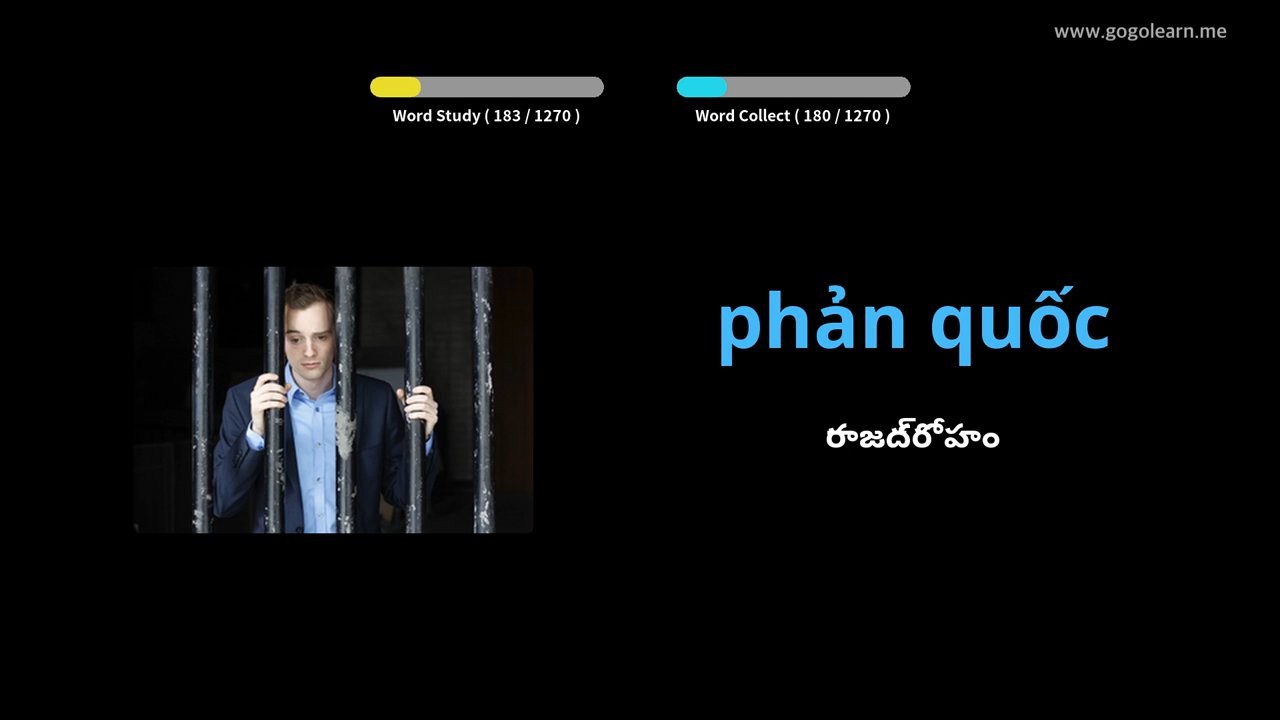 www.gogolearn.me
Word Study ( 183 / 1270 )
Word Collect ( 180 / 1270 )
phản quốc
రాజద్‌రోహం